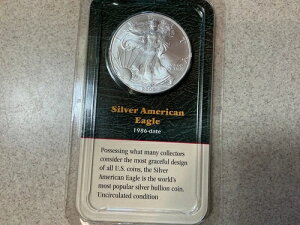 Silver American
Eagle
1986-date
Possessing what many collectors
consider the most graceful design
of all U.S. coins, the Silver
American Eagle is the world's
most popular silver bullion coin.
Uncirculated condition